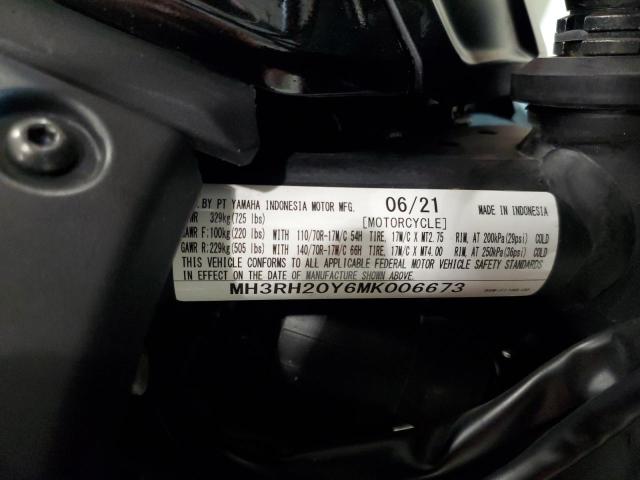 .BY PT YAMAHA INDONESIA MOTOR MFG. 06/21 MADE IN INDONESIA
WR 329kg(725 lbs) [MOTORCYCLE]
GAWR F:100kg(220 lbs) WITH 110/70R-17M/C 54H TIRE, 17M/C X MT2.75 RIM, AT 200kPa(29psi) COLD
GAWR R:229kg(505 lbs) WITH 140/70R-17M/C 66H TIRE, 17M/C X MT4.00 RIM, AT 250kPa(36psi) COLD
THIS VEHICLE CONFORMS TO ALL APPLICABLE FEDERAL MOTOR VEHICLE SAFETY STANDARDS
IN EFFECT ON THE DATE OF MANUFACTURE SHOWN ABOVE.
MH3RH20Y6MK006673